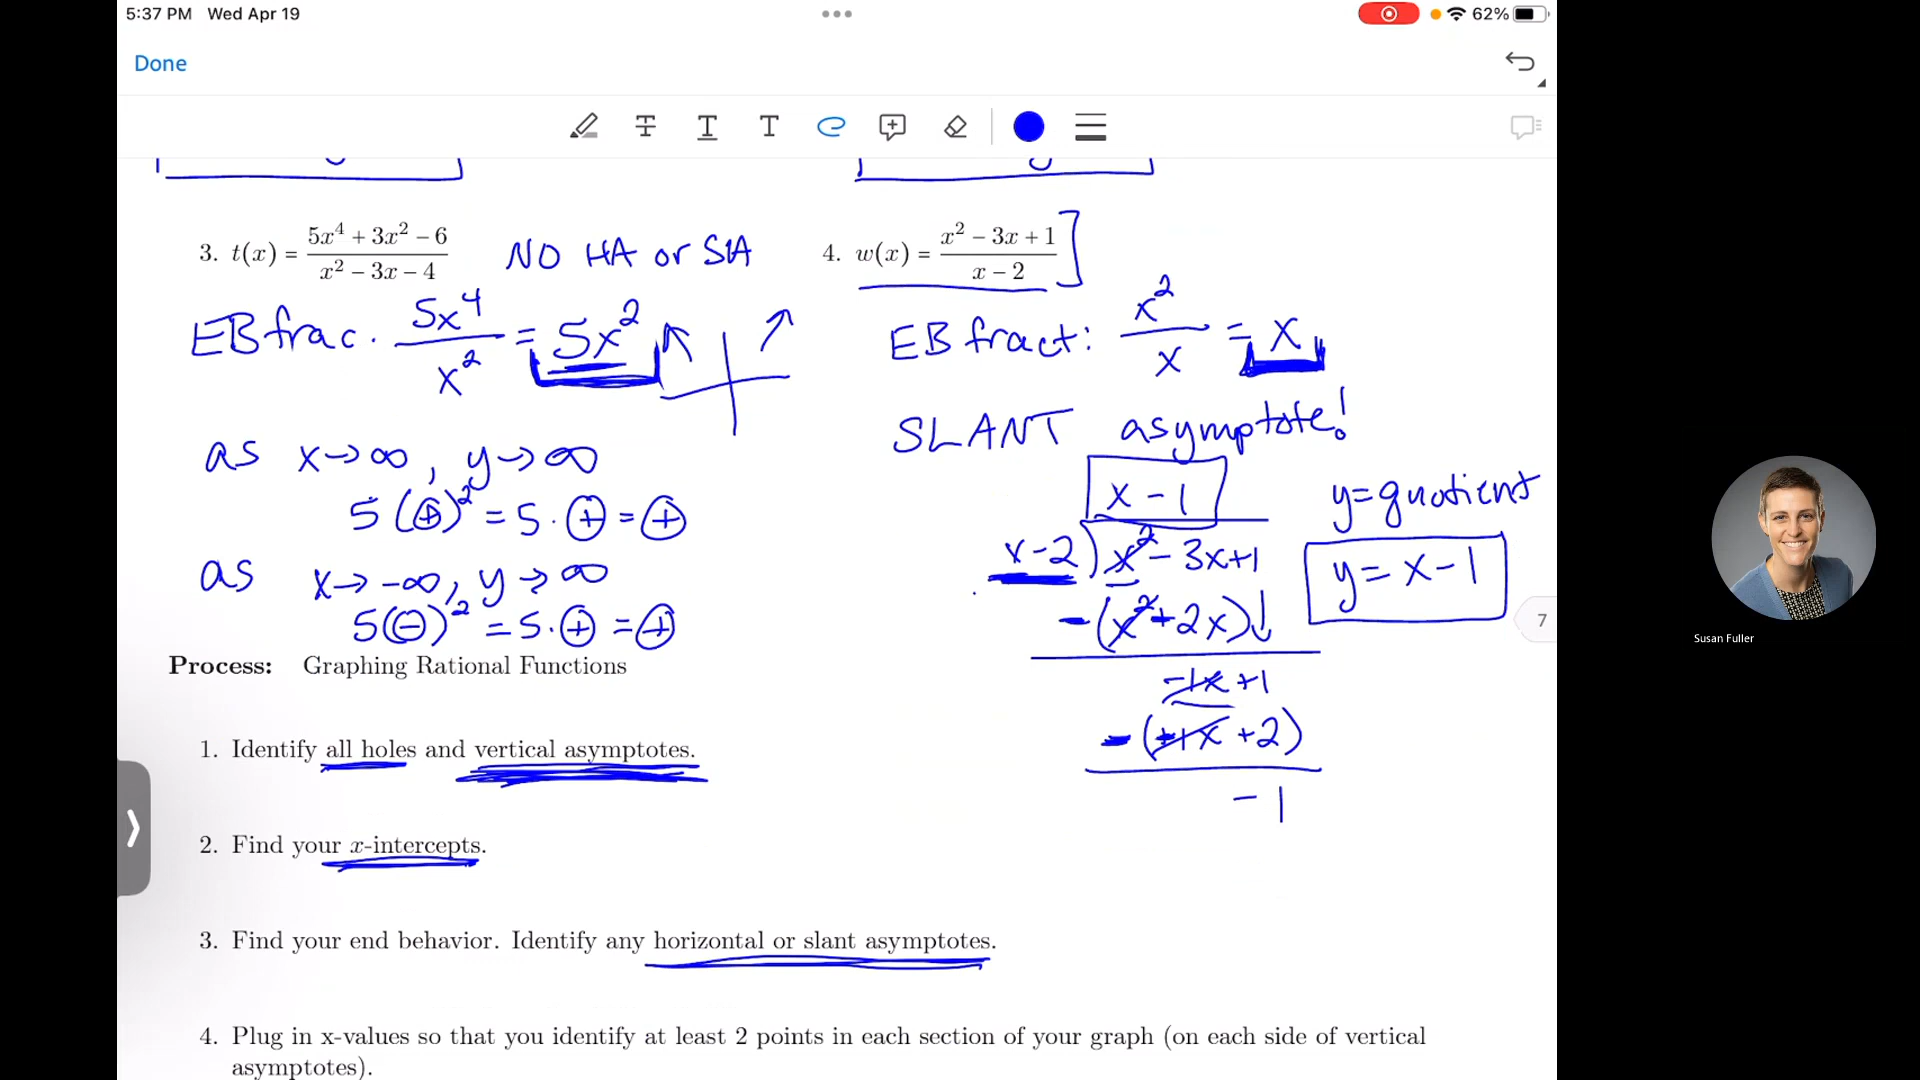 5:37 PM Wed Apr 19
62%
Done
3. t(x) = \frac{5x^4 + 3x^2 - 6}{x^2 - 3x - 4} NO HA or SA
EB frac. \frac{5x^4}{x^2} = 5x^2
as x→∞, y→∞
5(+)^2 = 5·(+) = (+)
as x→-∞, y→∞
5(-)^2 = 5·(+) = (+)
4. w(x) = \frac{x^2 - 3x + 1}{x - 2}
EB fract: \frac{x^2}{x} = x
SLANT asymptote!
x - 1
x-2)x^2 - 3x+1
-(x^2+2x)↓
-1x+1
-(+1x+2)
-1
y=quotient
y=x-1
7
Susan Fuller
Process: Graphing Rational Functions
1. Identify all holes and vertical asymptotes.
2. Find your x-intercepts.
3. Find your end behavior. Identify any horizontal or slant asymptotes.
4. Plug in x-values so that you identify at least 2 points in each section of your graph (on each side of vertical
asymptotes).